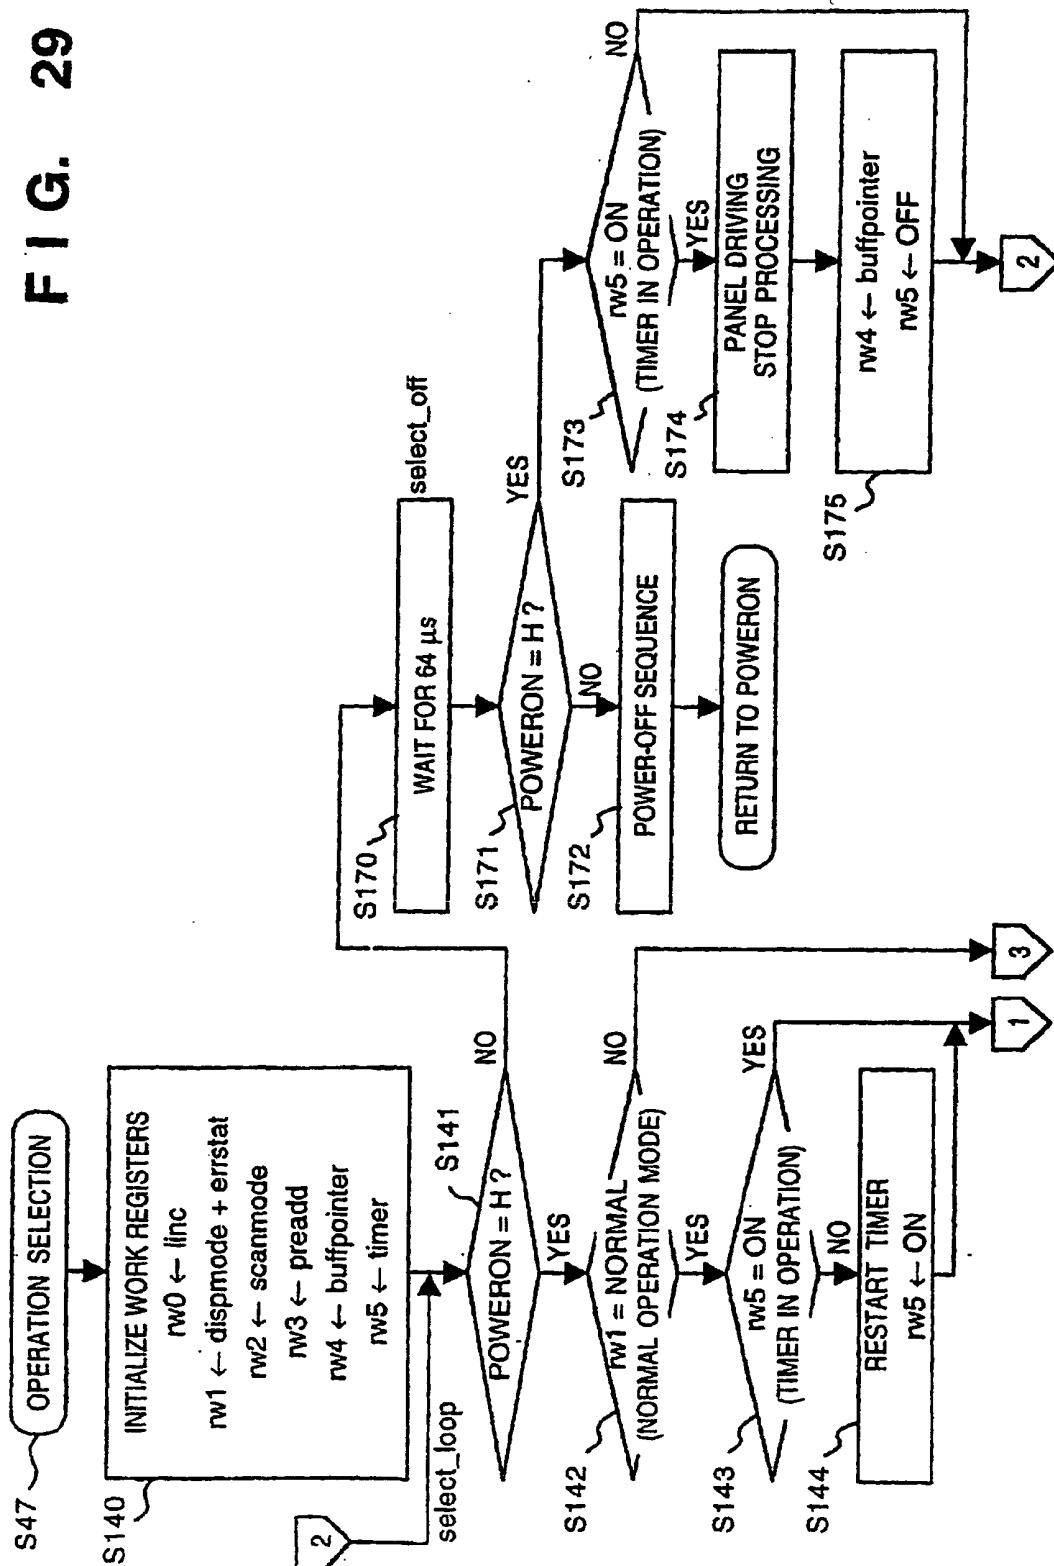 FIG. 29
S47
OPERATION SELECTION
S140
INITIALIZE WORK REGISTERS
rw0 ← linc
rw1 ← dispmode + errstat
rw2 ← scanmode
rw3 ← preadd
rw4 ← buffpointer
rw5 ← timer
2
select_loop
S141
POWERON = H ?
NO
YES
S142
rw1 = NORMAL
(NORMAL OPERATION MODE)
NO
YES
S143
rw5 = ON
(TIMER IN OPERATION)
YES
NO
S144
RESTART TIMER
rw5 ← ON
1
3
S170
WAIT FOR 64 μs
select_off
S171
POWERON = H ?
YES
NO
S172
POWER-OFF SEQUENCE
RETURN TO POWERON
S173
rw5 = ON
(TIMER IN OPERATION)
NO
YES
S174
PANEL DRIVING
STOP PROCESSING
S175
rw4 ← buffpointer
rw5 ← OFF
2